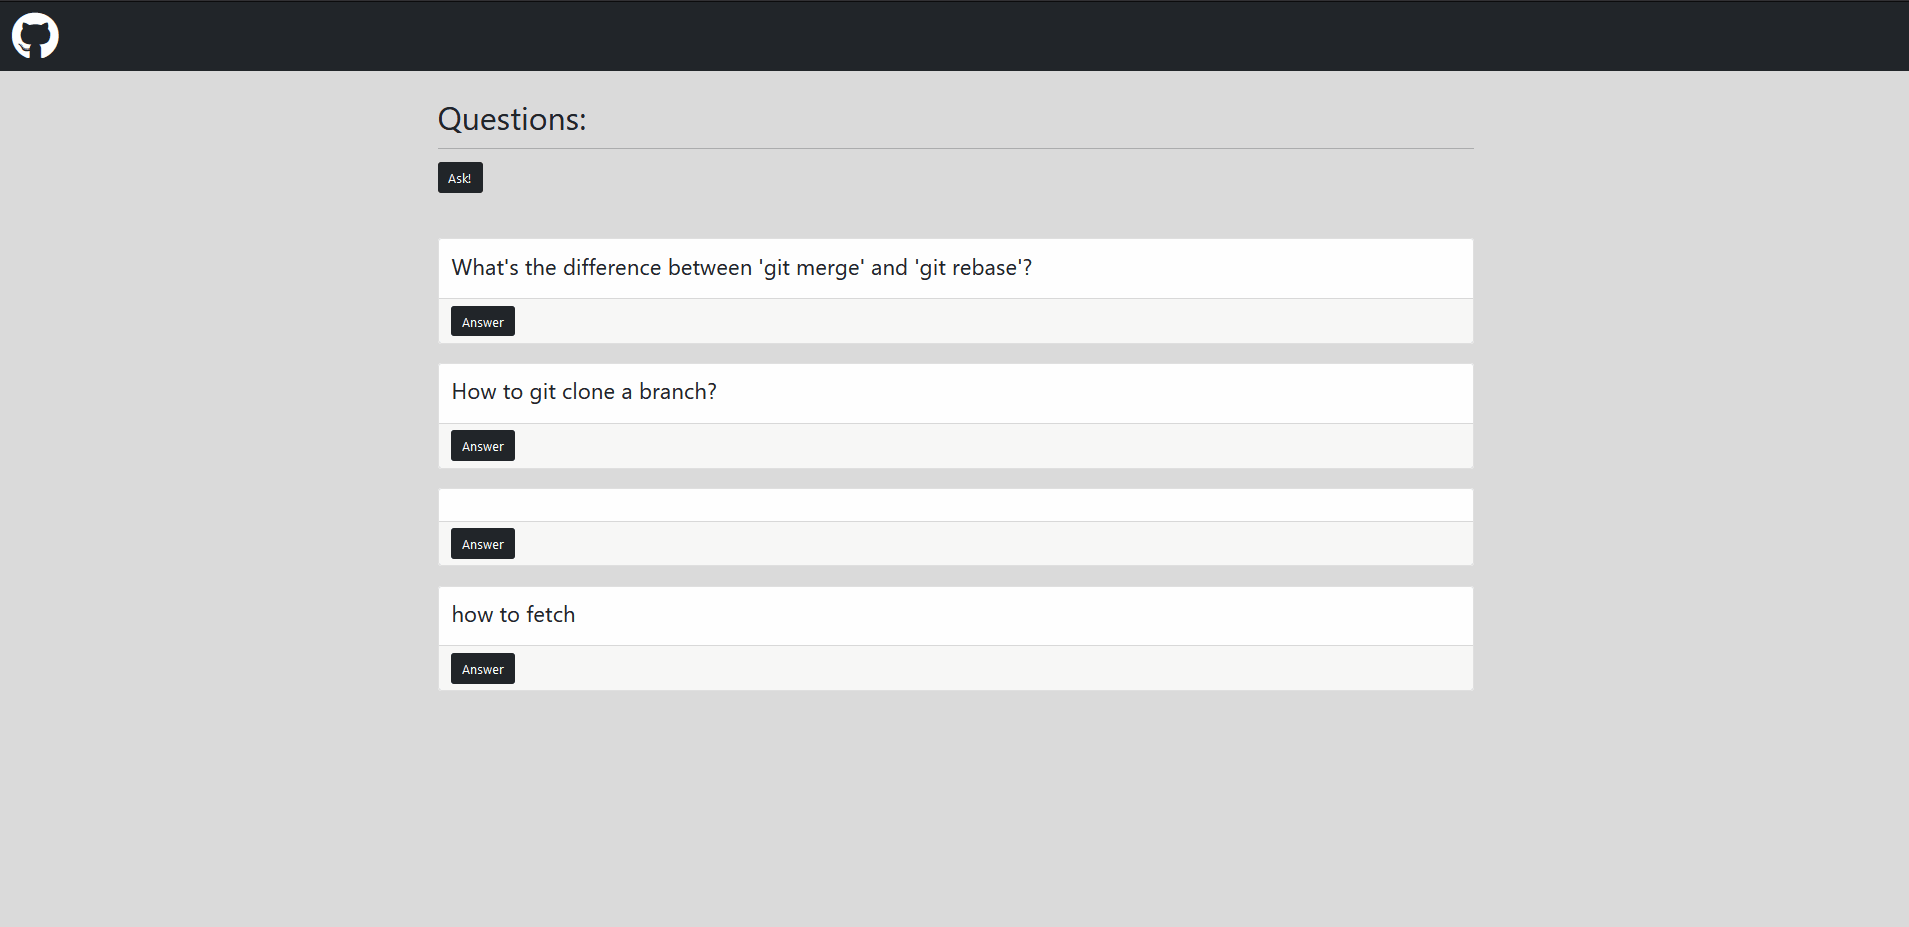 Questions:
Ask!
What's the difference between 'git merge' and 'git rebase'?
Answer
How to git clone a branch?
Answer
Answer
how to fetch
Answer